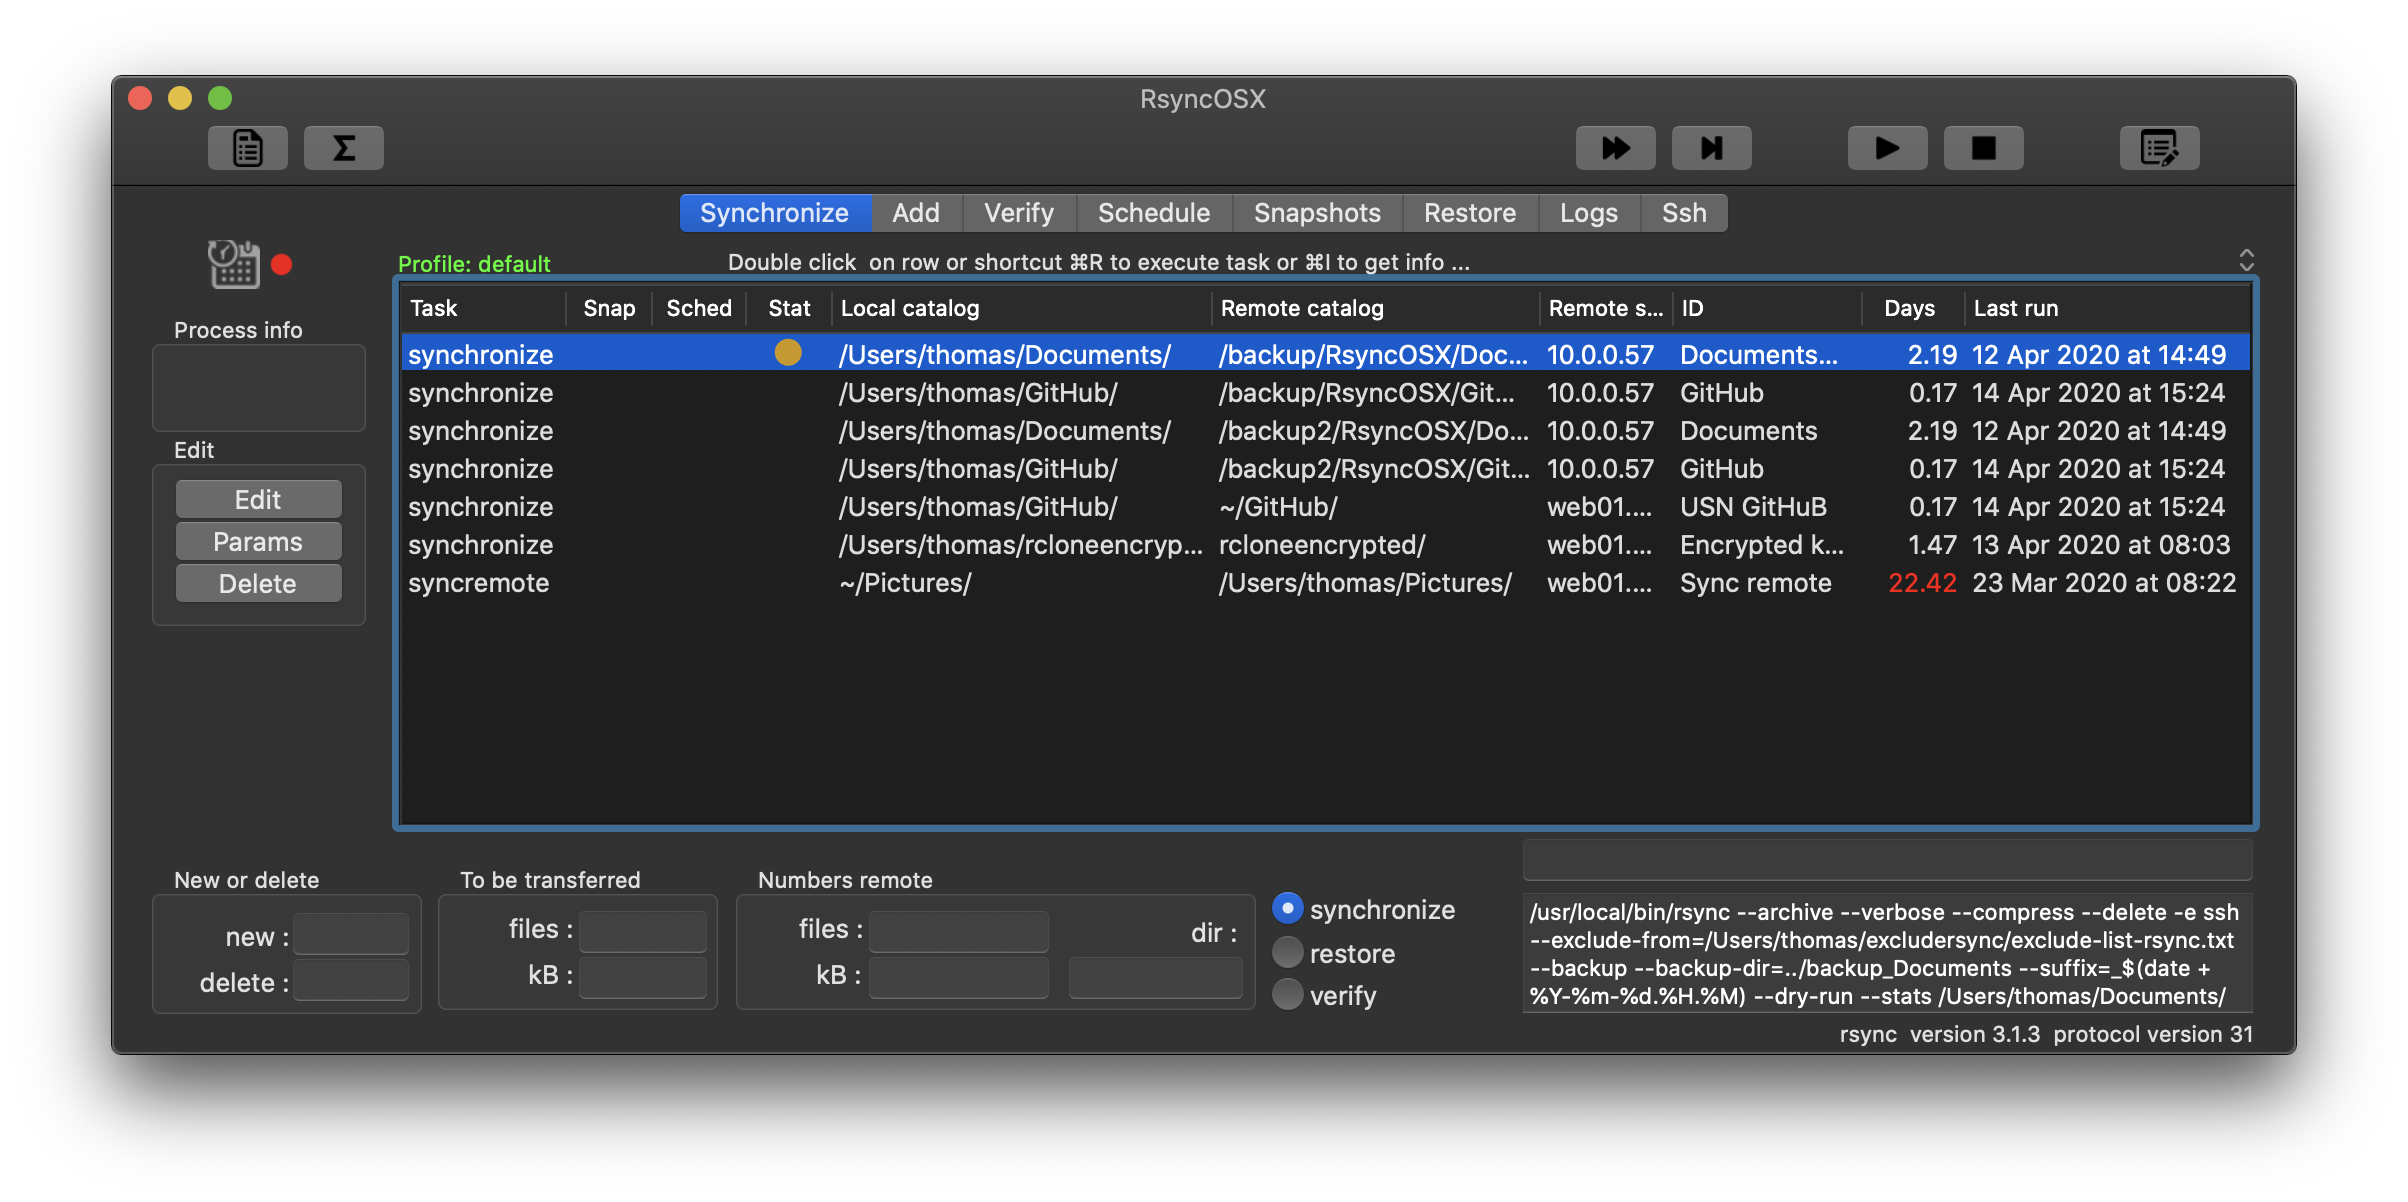 RsyncOSX
Σ
Synchronize Add Verify Schedule Snapshots Restore Logs Ssh
Profile: default Double click on row or shortcut ⌘R to execute task or ⌘I to get info ...
Process info
Edit
Edit
Params
Delete
Task Snap Sched Stat Local catalog Remote catalog Remote s... ID Days Last run
synchronize /Users/thomas/Documents/ /backup/RsyncOSX/Doc... 10.0.0.57 Documents... 2.19 12 Apr 2020 at 14:49
synchronize /Users/thomas/GitHub/ /backup/RsyncOSX/Git... 10.0.0.57 GitHub 0.17 14 Apr 2020 at 15:24
synchronize /Users/thomas/Documents/ /backup2/RsyncOSX/Do... 10.0.0.57 Documents 2.19 12 Apr 2020 at 14:49
synchronize /Users/thomas/GitHub/ /backup2/RsyncOSX/Git... 10.0.0.57 GitHub 0.17 14 Apr 2020 at 15:24
synchronize /Users/thomas/GitHub/ ~/GitHub/ web01.... USN GitHuB 0.17 14 Apr 2020 at 15:24
synchronize /Users/thomas/rcloneencryp... rcloneencrypted/ web01.... Encrypted k... 1.47 13 Apr 2020 at 08:03
syncremote ~/Pictures/ /Users/thomas/Pictures/ web01.... Sync remote 22.42 23 Mar 2020 at 08:22
New or delete
new :
delete :
To be transferred
files :
kB :
Numbers remote
files : dir :
kB :
synchronize
restore
verify
/usr/local/bin/rsync --archive --verbose --compress --delete -e ssh
--exclude-from=/Users/thomas/excludersync/exclude-list-rsync.txt
--backup --backup-dir=../backup_Documents --suffix=_$(date +
%Y-%m-%d.%H.%M) --dry-run --stats /Users/thomas/Documents/
rsync version 3.1.3 protocol version 31